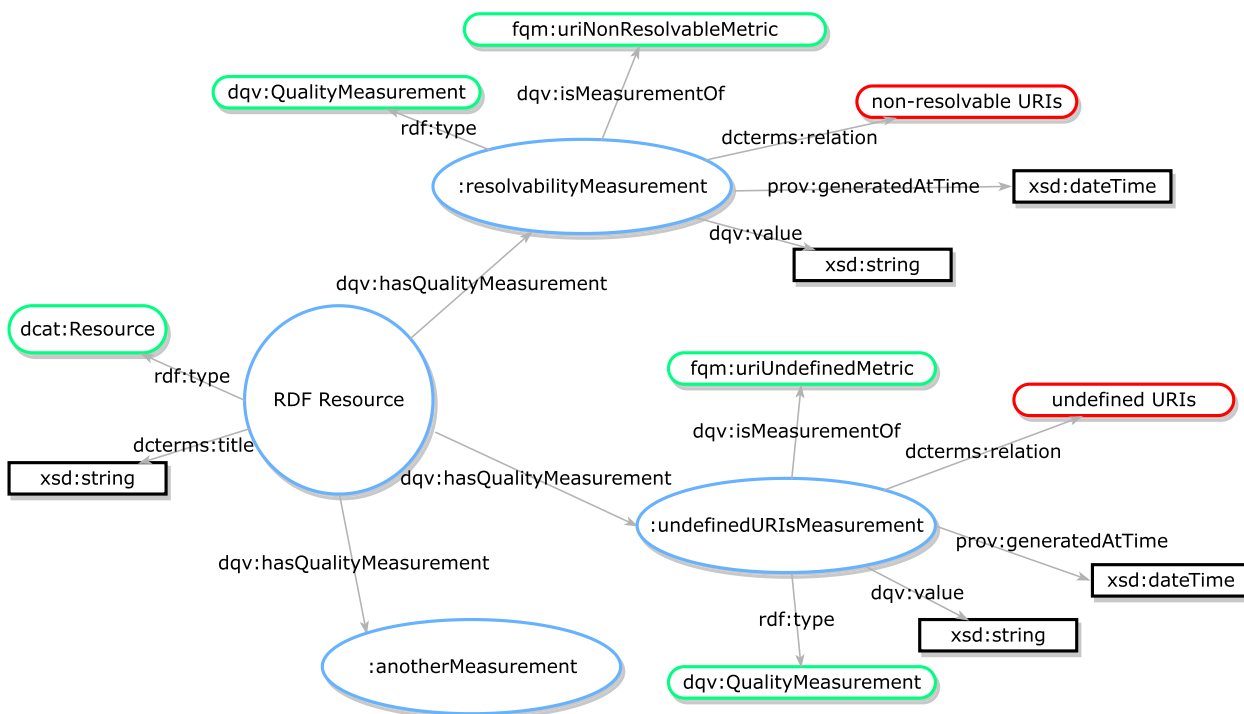 fqm:uriNonResolvableMetric
dqv:QualityMeasurement
dqv:isMeasurementOf
non-resolvable URIs
rdf:type
dcterms:relation
:resolvabilityMeasurement
prov:generatedAtTime
xsd:dateTime
dqv:value
xsd:string
dqv:hasQualityMeasurement
dcat:Resource
rdf:type
RDF Resource
dcterms:title
xsd:string
fqm:uriUndefinedMetric
undefined URIs
dqv:isMeasurementOf
dcterms:relation
dqv:hasQualityMeasurement
:undefinedURIsMeasurement
prov:generatedAtTime
xsd:dateTime
dqv:value
rdf:type
xsd:string
dqv:QualityMeasurement
dqv:hasQualityMeasurement
:anotherMeasurement